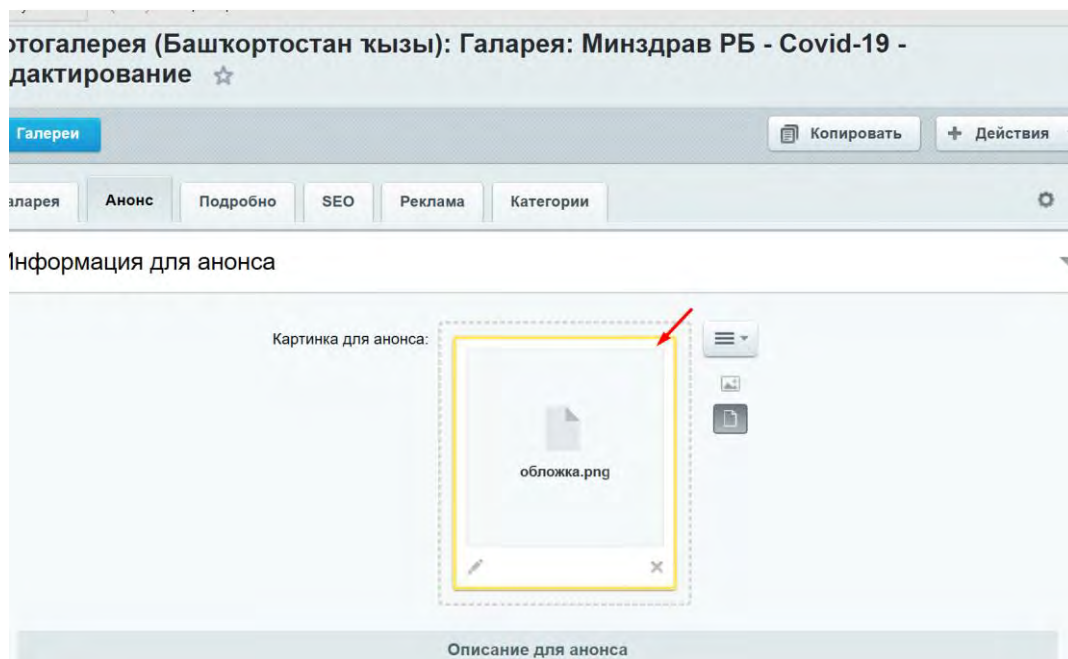 отогалерея (Башҡортостан ҡызы): Галарея: Минздрав РБ - Covid-19 -
дактирование
Галереи
Копировать
Действия
аларея
Анонс
Подробно
SEO
Реклама
Категории
Информация для анонса
Картинка для анонса:
обложка.png
Описание для анонса